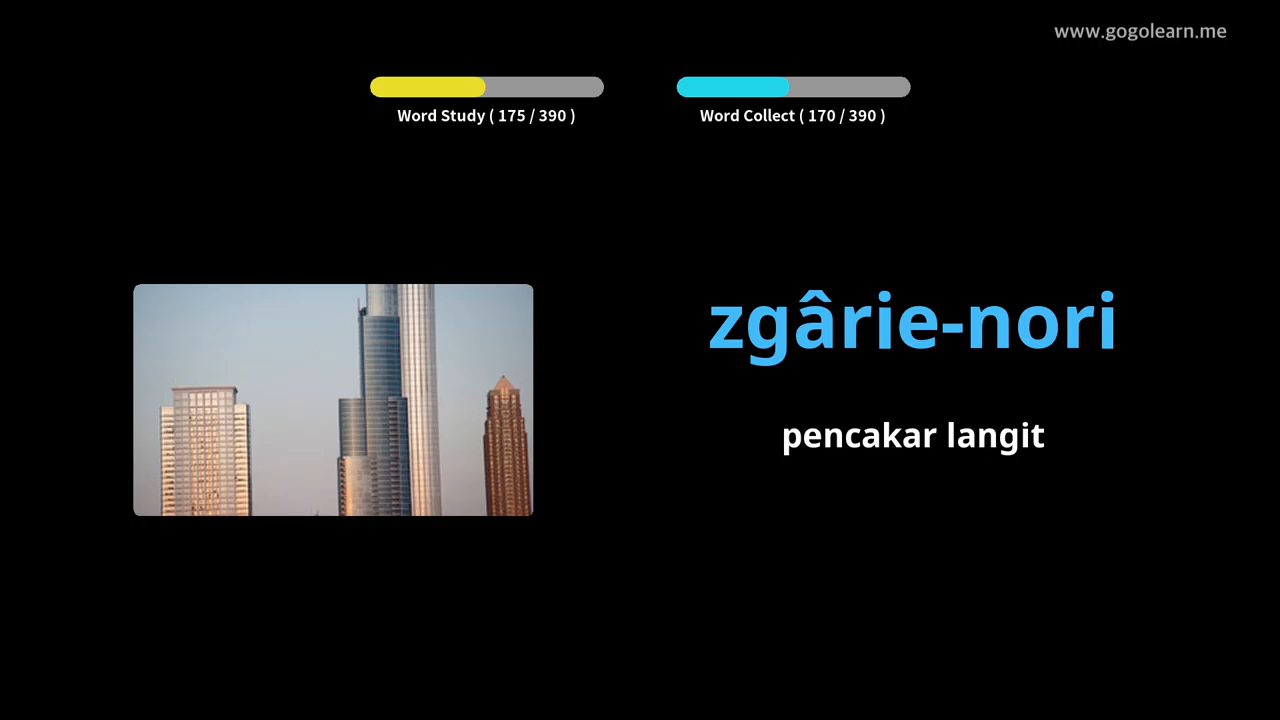 www.gogolearn.me
Word Study ( 175 / 390 )
Word Collect ( 170 / 390 )
zgârie-nori
pencakar langit